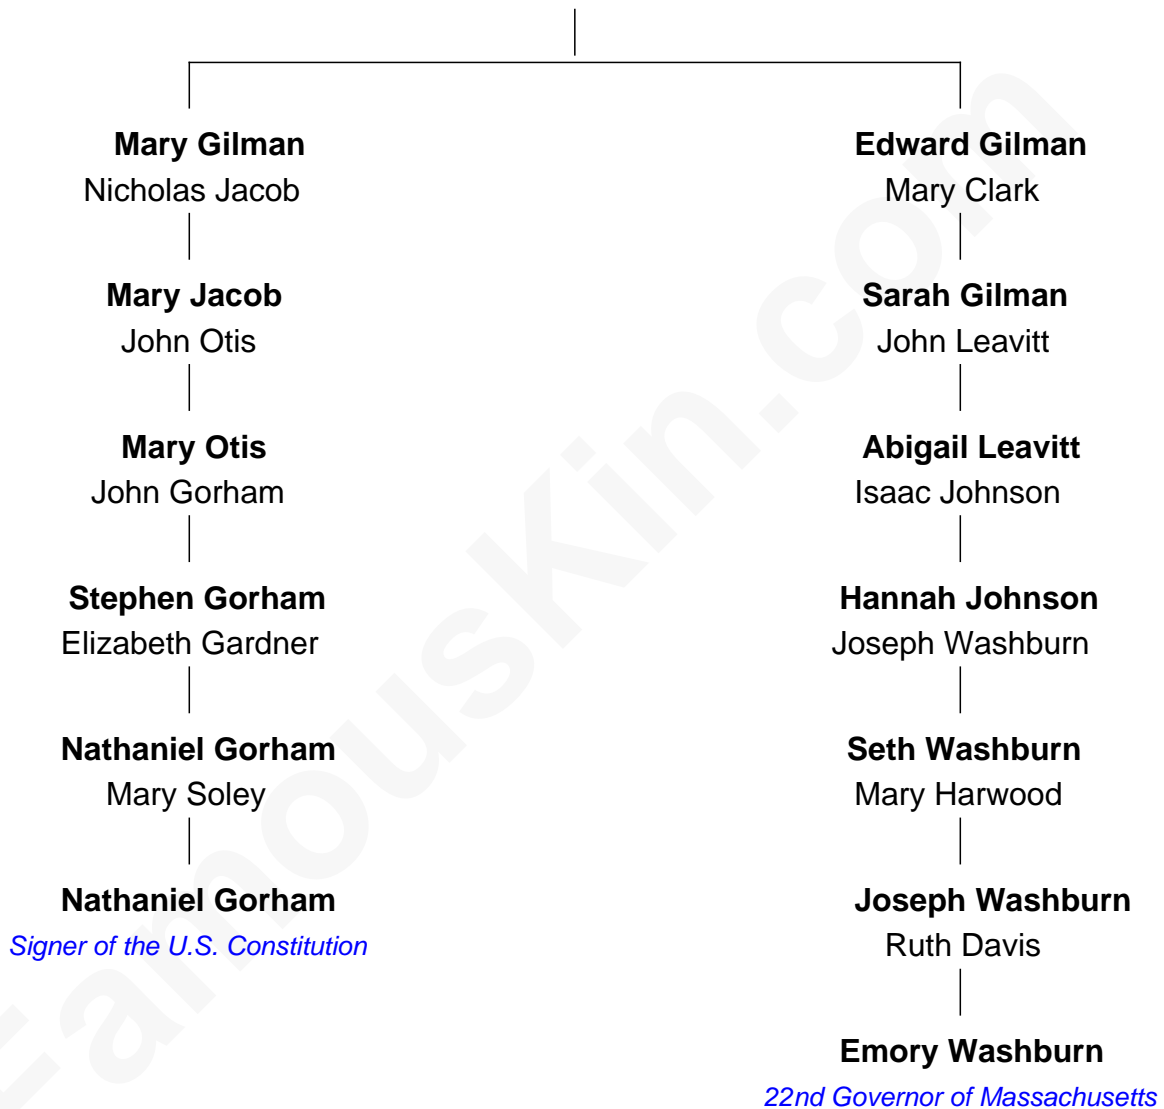 Mary Gilman
Nicholas Jacob
Mary Jacob
John Otis
Mary Otis
John Gorham
Stephen Gorham
Elizabeth Gardner
Nathaniel Gorham
Mary Soley
Nathaniel Gorham
Signer of the U.S. Constitution
Edward Gilman
Mary Clark
Sarah Gilman
John Leavitt
Abigail Leavitt
Isaac Johnson
Hannah Johnson
Joseph Washburn
Seth Washburn
Mary Harwood
Joseph Washburn
Ruth Davis
Emory Washburn
22nd Governor of Massachusetts
FamousKin.com